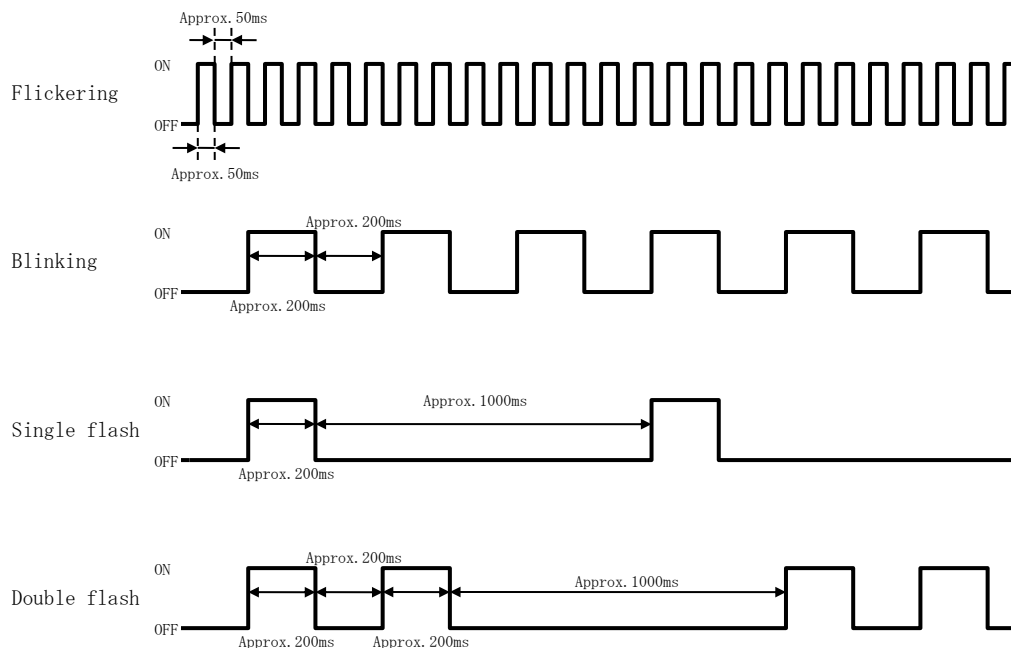 Approx.50ms
ON
Flickering
OFF
Approx.50ms
Approx.200ms
ON
Blinking
OFF
Approx.200ms
ON
Approx.1000ms
Single flash
OFF
Approx.200ms
Approx.200ms
ON
Approx.1000ms
Double flash
OFF
Approx.200ms
Approx.200ms